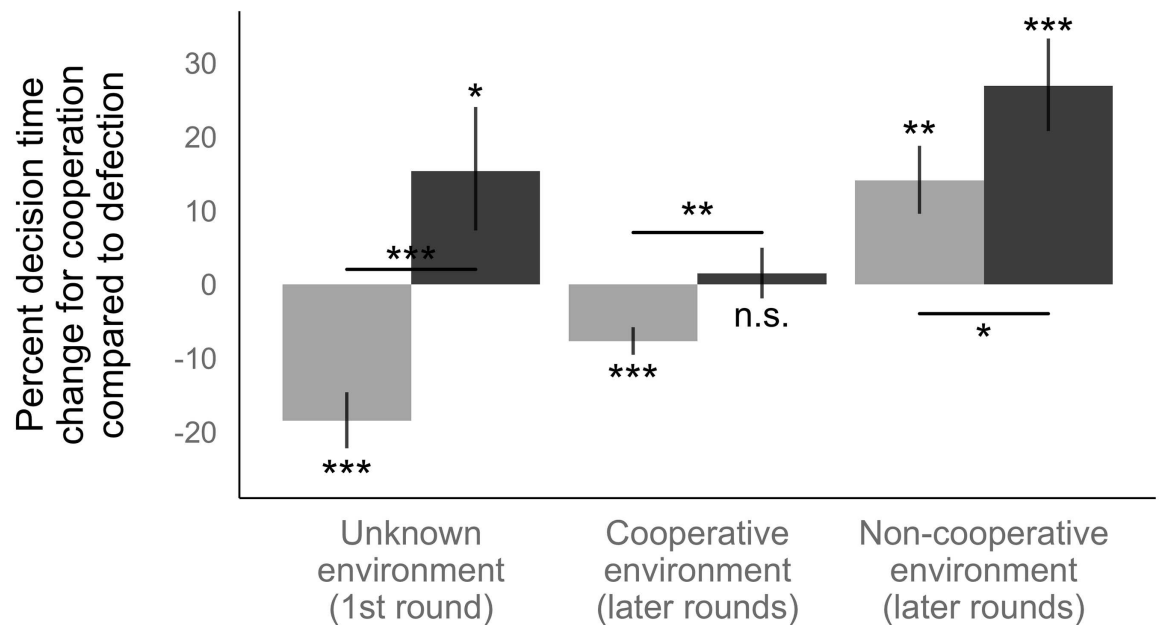 Percent decision time
change for cooperation
compared to defection
30
20
10
0
-10
-20
*
***
***
**
***
n.s.
**
***
*
Unknown
environment
(1st round)
Cooperative
environment
(later rounds)
Non-cooperative
environment
(later rounds)